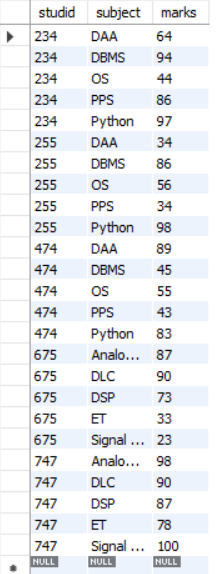 studid subject marks
234 DAA 64
234 DBMS 94
234 OS 44
234 PPS 86
234 Python 97
255 DAA 34
255 DBMS 86
255 OS 56
255 PPS 34
255 Python 98
474 DAA 89
474 DBMS 45
474 OS 55
474 PPS 43
474 Python 83
675 Analo... 87
675 DLC 90
675 DSP 73
675 ET 33
675 Signal ... 23
747 Analo... 98
747 DLC 90
747 DSP 87
747 ET 78
747 Signal ... 100
NULL NULL NULL